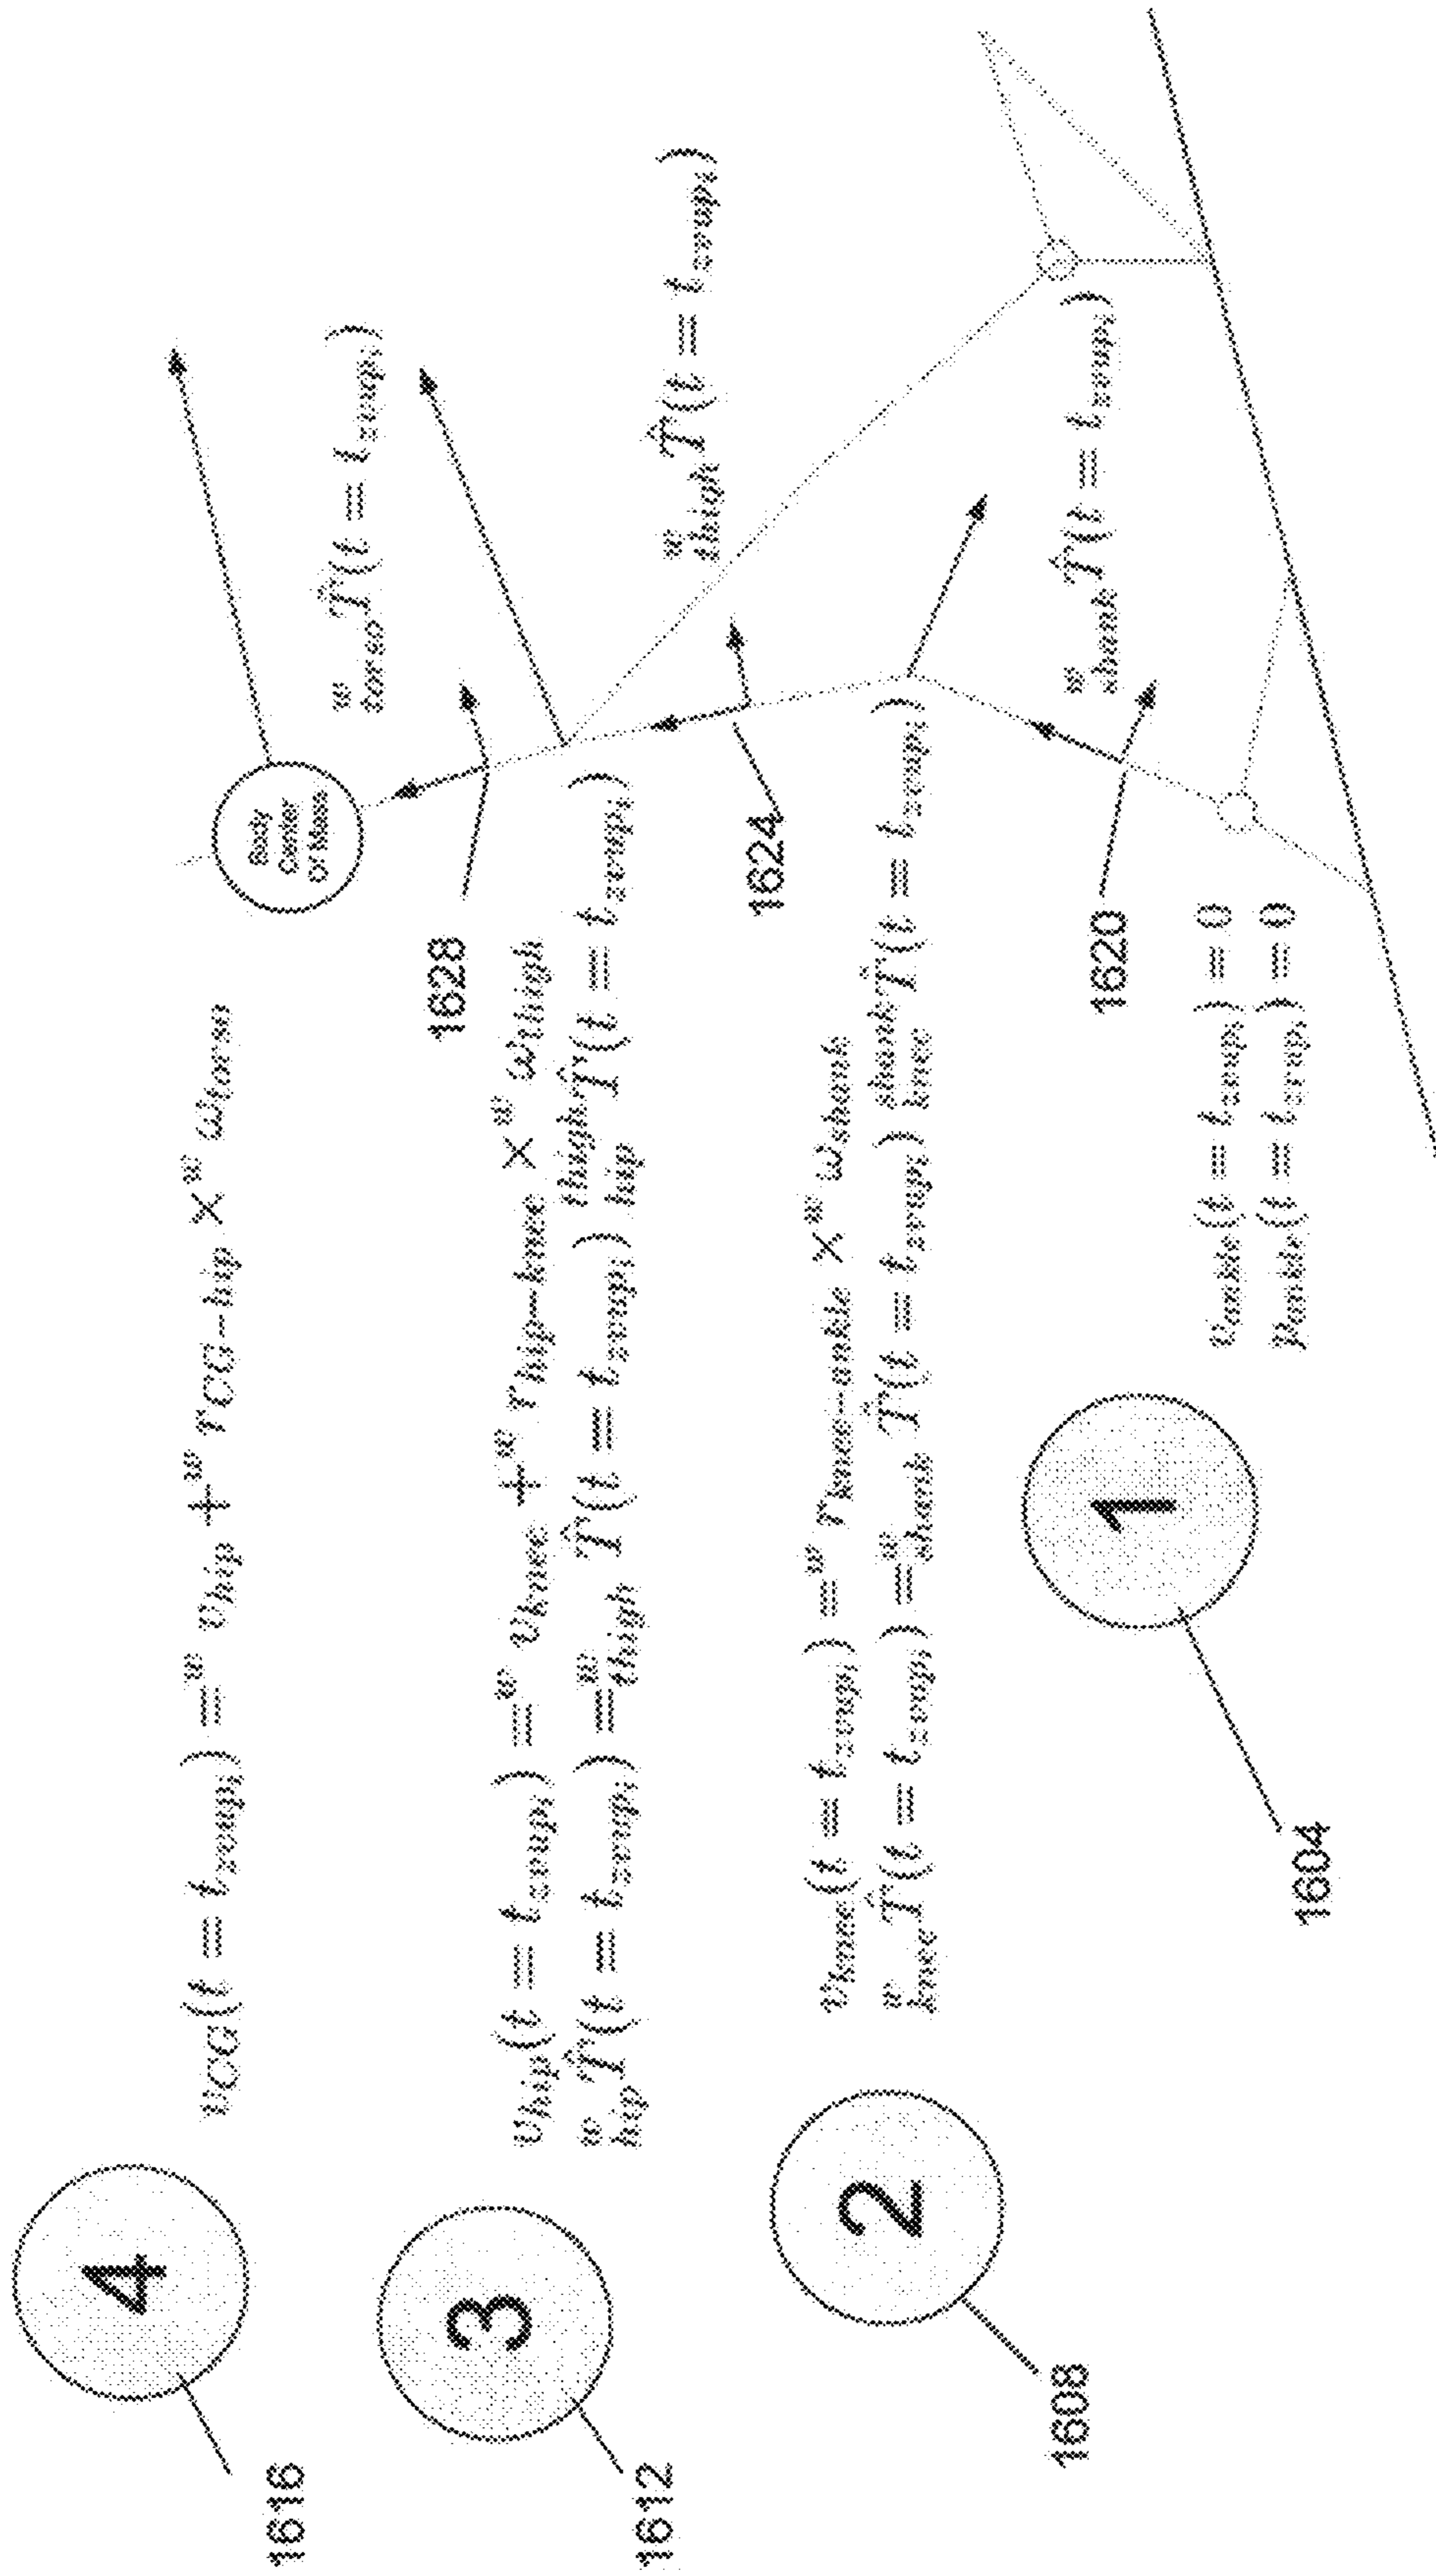 4
v_CG(t = t_zvup_i) =^w v_hip +^w r_CG-hip ×^w ω_torso
Body
Center
Of Mass
1616
^w_torso T̂(t = t_zvup_i)
1628
3
v_hip(t = t_zvup_i) =^w v_knee +^w r_hip-knee ×^w ω_thigh
^w_hip T̂(t = t_zvup_i) =^w_thigh T̂(t = t_zvup_i) ^thigh_hip T̂(t = t_zvup_i)
1612
^w_thigh T̂(t = t_zvup_i)
1624
2
v_knee(t = t_zvup_i) =^w r_knee-ankle ×^w ω_shank
^w_knee T̂(t = t_zvup_i) =^w_shank T̂(t = t_zvup_i) ^shank_knee T̂(t = t_zvup_i)
1608
^w_shank T̂(t = t_zvup_i)
1620
1
v_ankle(t = t_zvup_i) = 0
p_ankle(t = t_zvup_i) = 0
1604